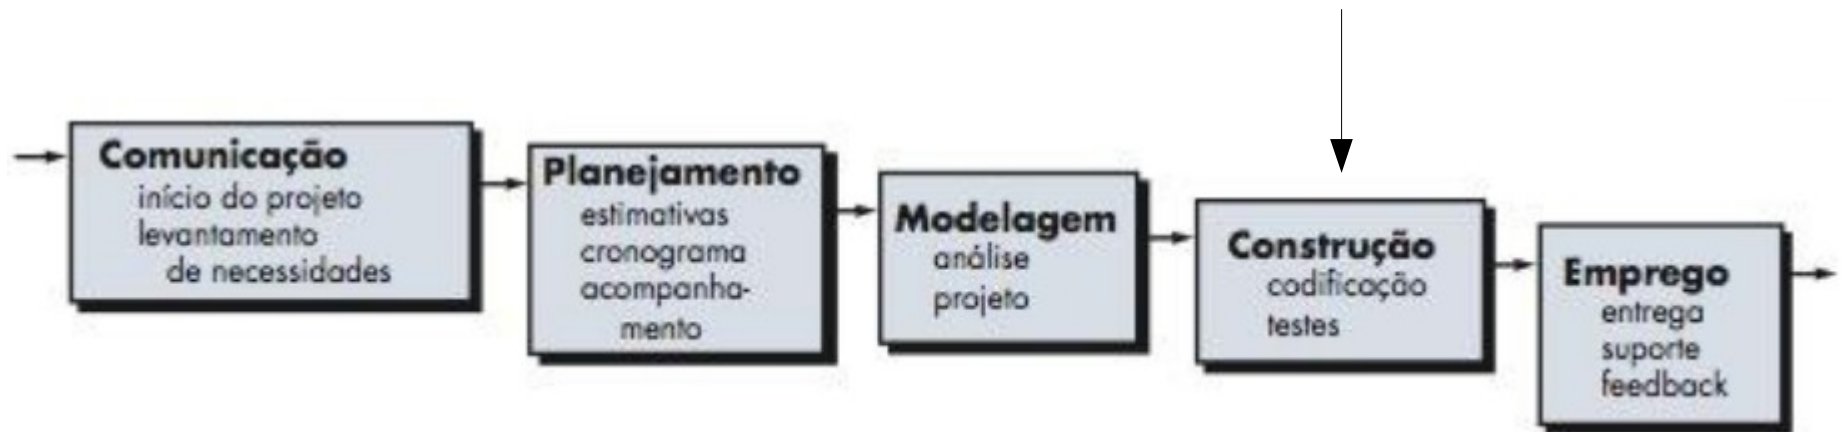 Comunicação
início do projeto
levantamento
de necessidades
Planejamento
estimativas
cronograma
acompanha-
mento
Modelagem
análise
projeto
Construção
codificação
testes
Emprego
entrega
suporte
feedback